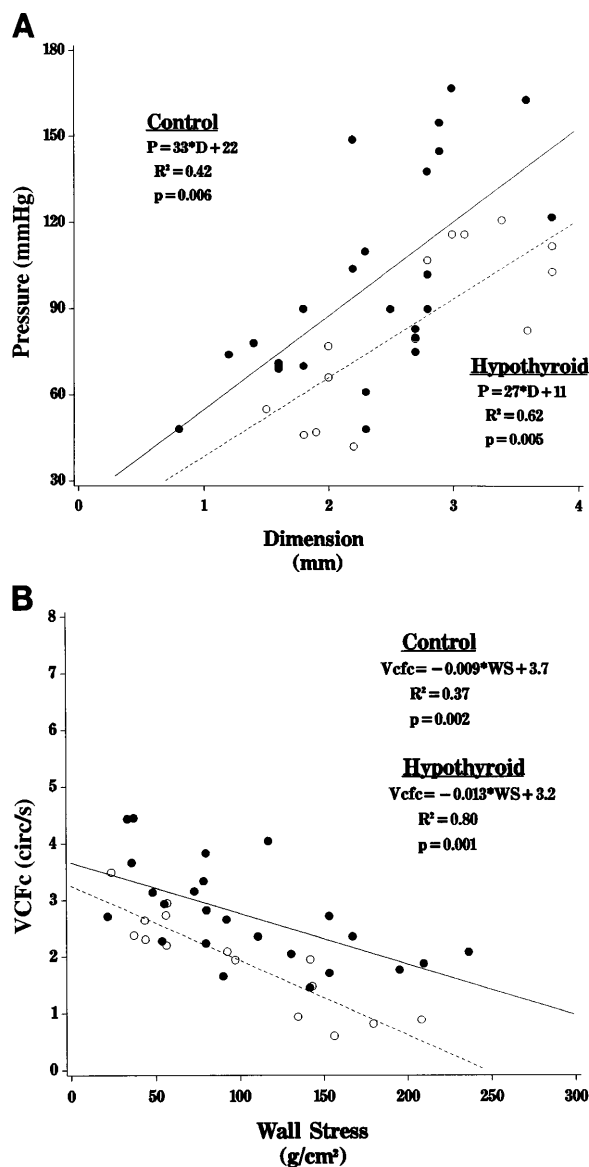 A
180
150
120
90
60
30
Pressure (mmHg)
Control
P = 33*D + 22
R² = 0.42
p = 0.006
Hypothyroid
P = 27*D + 11
R² = 0.62
p = 0.005
0 1 2 3 4
Dimension
(mm)
B
8
7
6
5
4
3
2
1
0
VCFc (circ/s)
Control
Vcfc = −0.009*WS + 3.7
R² = 0.37
p = 0.002
Hypothyroid
Vcfc = −0.013*WS + 3.2
R² = 0.80
p = 0.001
0 50 100 150 200 250 300
Wall Stress
(g/cm²)